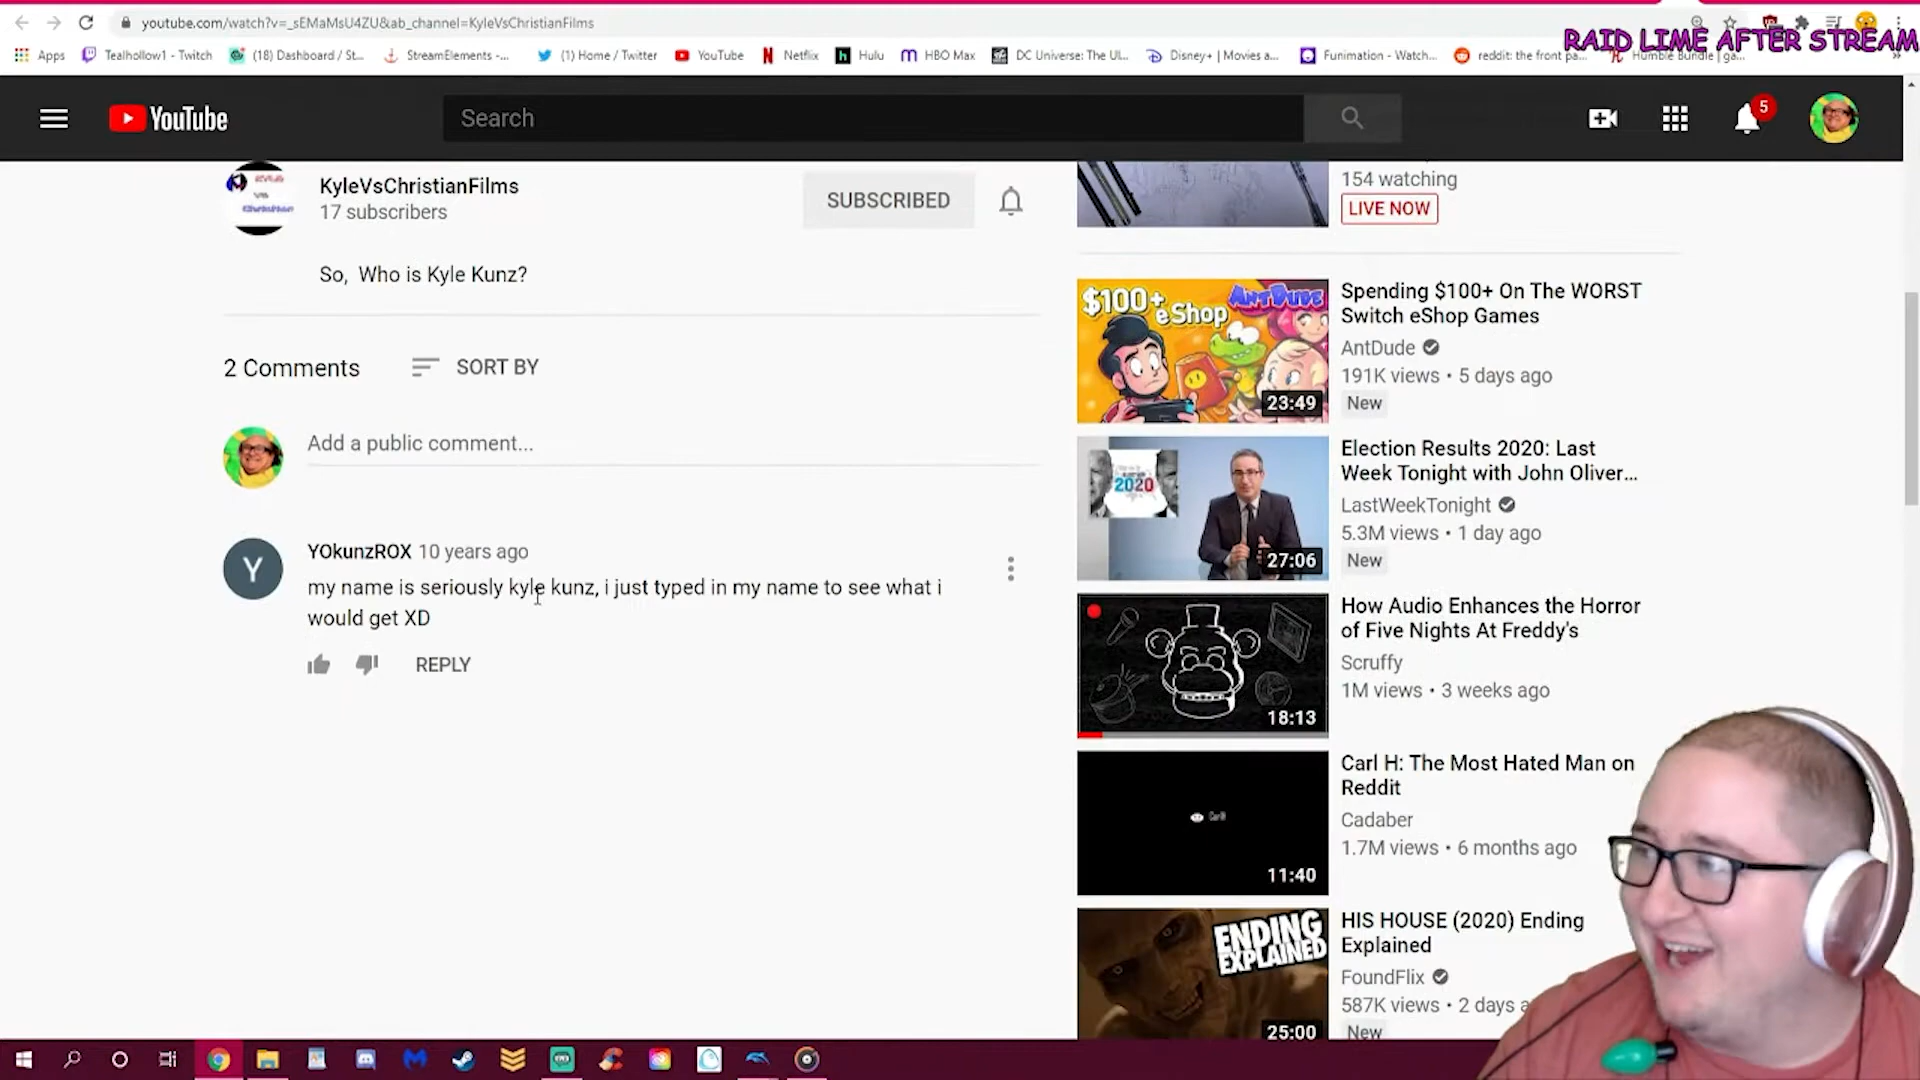 youtube.com/watch?v=_sEMaMsU4ZU&ab_channel=KyleVsChristianFilms
RAID LIME AFTER STREAM
Apps
Tealhollow1 - Twitch
(18) Dashboard / St...
StreamElements -...
(1) Home / Twitter
YouTube
Netflix
Hulu
HBO Max
DC Universe: The Ul...
Disney+ | Movies a...
Funimation - Watch...
reddit: the front pa...
Humble Bundle | ga...
YouTube
Search
5
KyleVsChristianFilms
17 subscribers
SUBSCRIBED
So, Who is Kyle Kunz?
2 Comments
SORT BY
Add a public comment...
Y
YOkunzROX 10 years ago
my name is seriously kyle kunz, i just typed in my name to see what i
would get XD
REPLY
154 watching
LIVE NOW
$100+
eShop
ANTDUDE
23:49
Spending $100+ On The WORST
Switch eShop Games
AntDude
191K views • 5 days ago
New
2020
27:06
Election Results 2020: Last
Week Tonight with John Oliver...
LastWeekTonight
5.3M views • 1 day ago
New
18:13
How Audio Enhances the Horror
of Five Nights At Freddy's
Scruffy
1M views • 3 weeks ago
Carl H
11:40
Carl H: The Most Hated Man on
Reddit
Cadaber
1.7M views • 6 months ago
ENDING
EXPLAINED
25:00
HIS HOUSE (2020) Ending
Explained
FoundFlix
587K views • 2 days
New